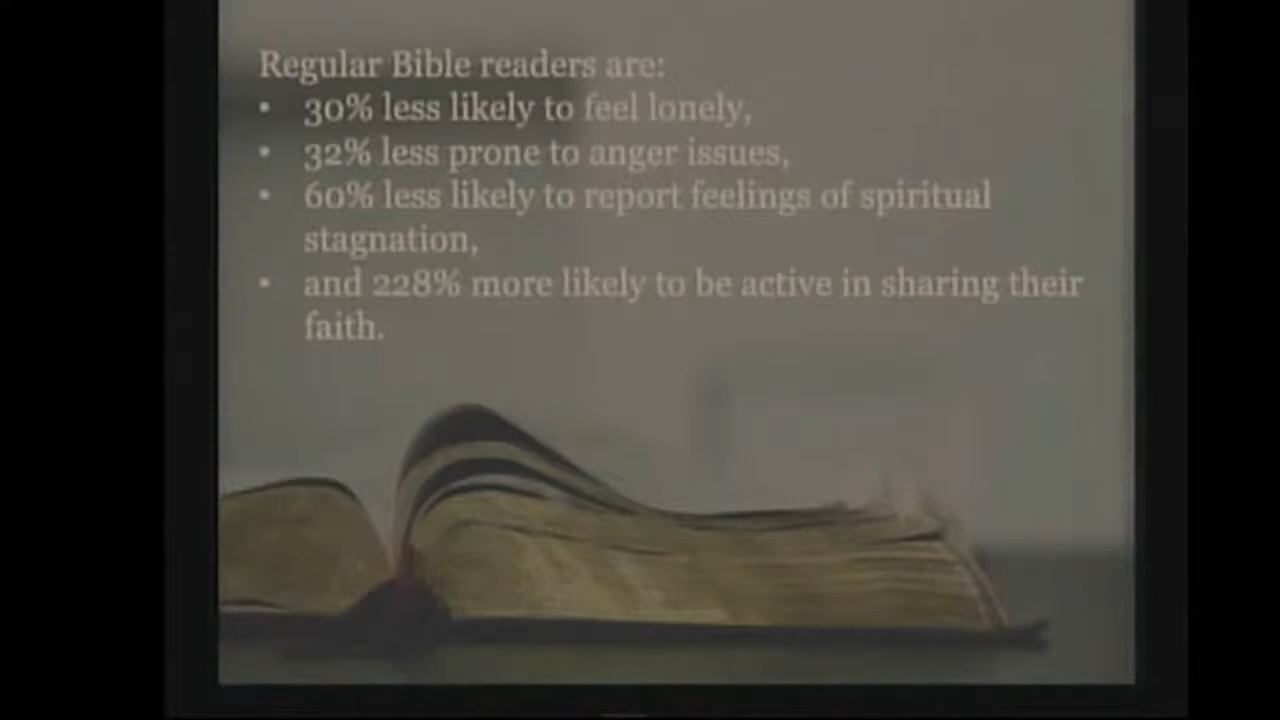 Regular Bible readers are:
• 30% less likely to feel lonely,
• 32% less prone to anger issues,
• 60% less likely to report feelings of spiritual
stagnation,
• and 228% more likely to be active in sharing their
faith.